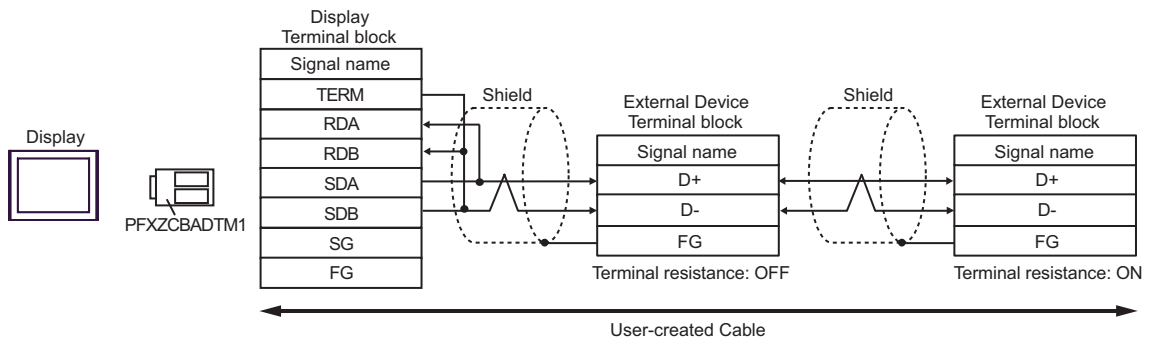 Display
PFXZCBADTM1
Display
Terminal block
Signal name
TERM
RDA
RDB
SDA
SDB
SG
FG
Shield
External Device
Terminal block
Signal name
D+
D-
FG
Terminal resistance: OFF
Shield
External Device
Terminal block
Signal name
D+
D-
FG
Terminal resistance: ON
User-created Cable